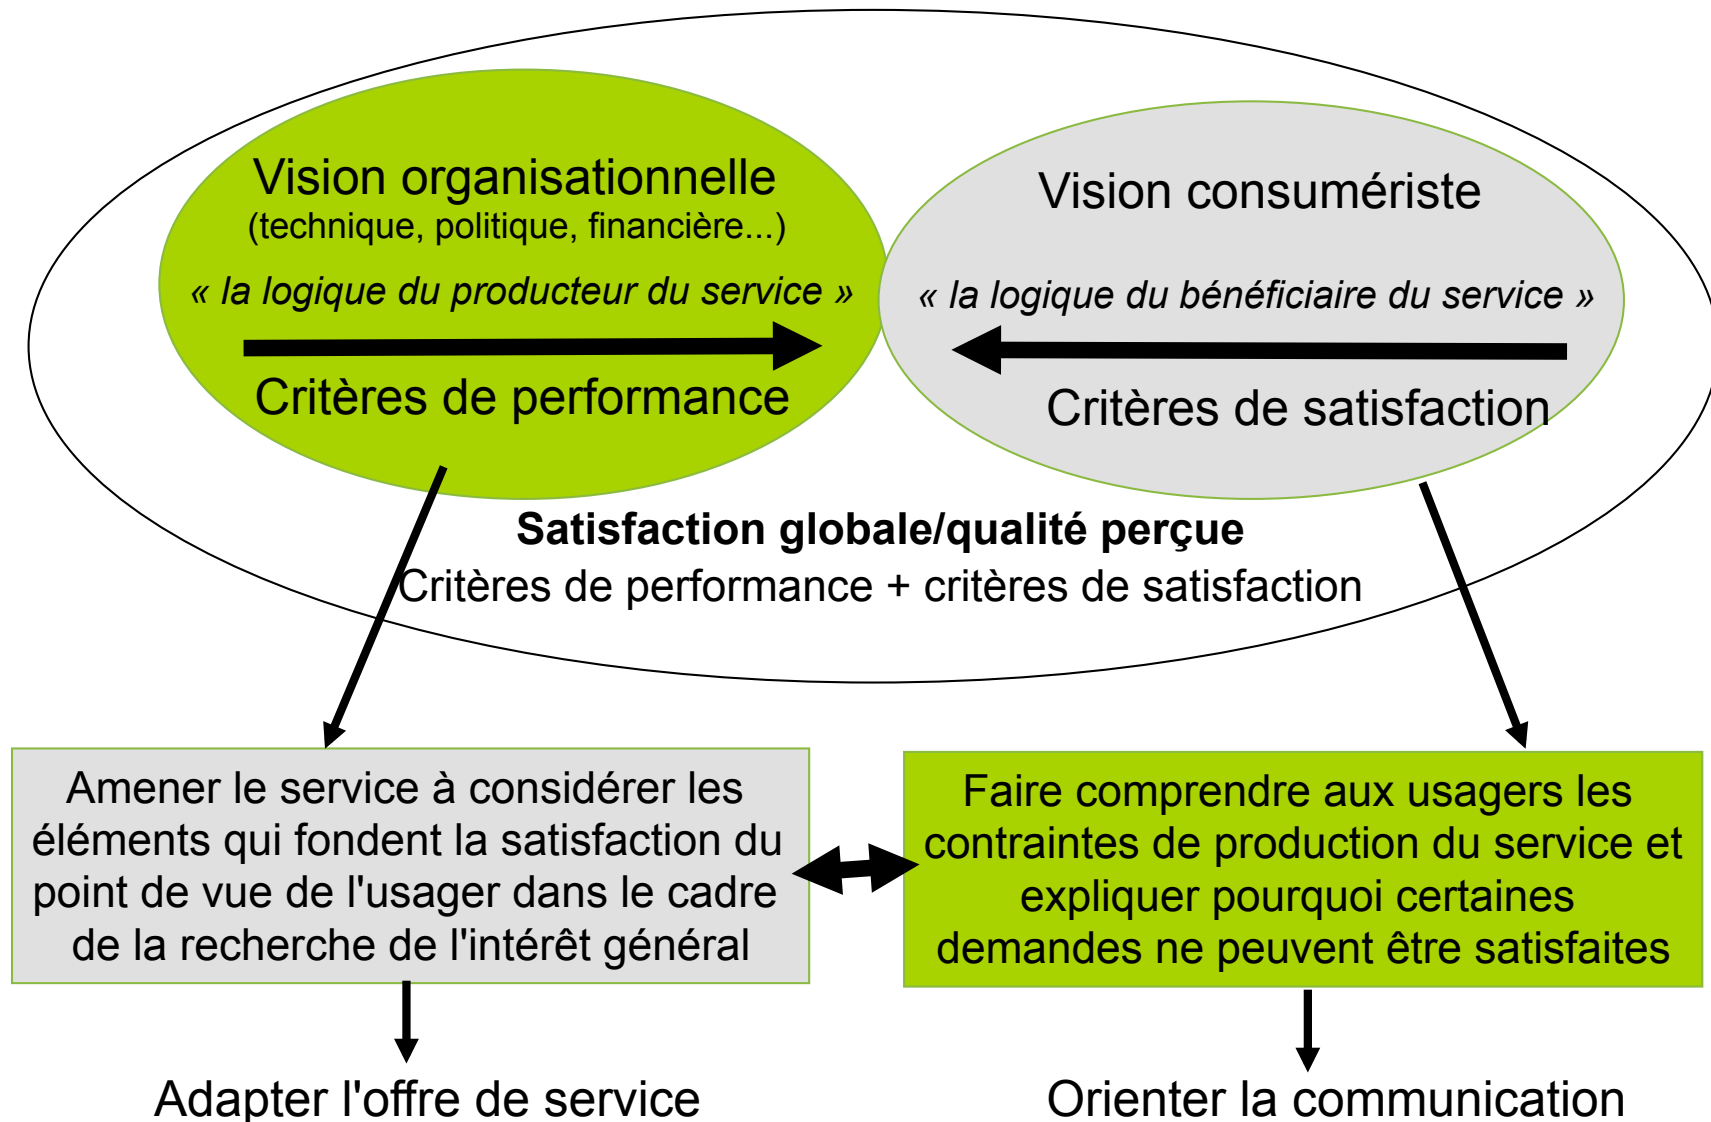 Vision organisationnelle
(technique, politique, financière...)
« la logique du producteur du service »
Critères de performance
Vision consumériste
« la logique du bénéficiaire du service »
Critères de satisfaction
Satisfaction globale/qualité perçue
Critères de performance + critères de satisfaction
Amener le service à considérer les
éléments qui fondent la satisfaction du
point de vue de l'usager dans le cadre
de la recherche de l'intérêt général
Faire comprendre aux usagers les
contraintes de production du service et
expliquer pourquoi certaines
demandes ne peuvent être satisfaites
Adapter l'offre de service
Orienter la communication